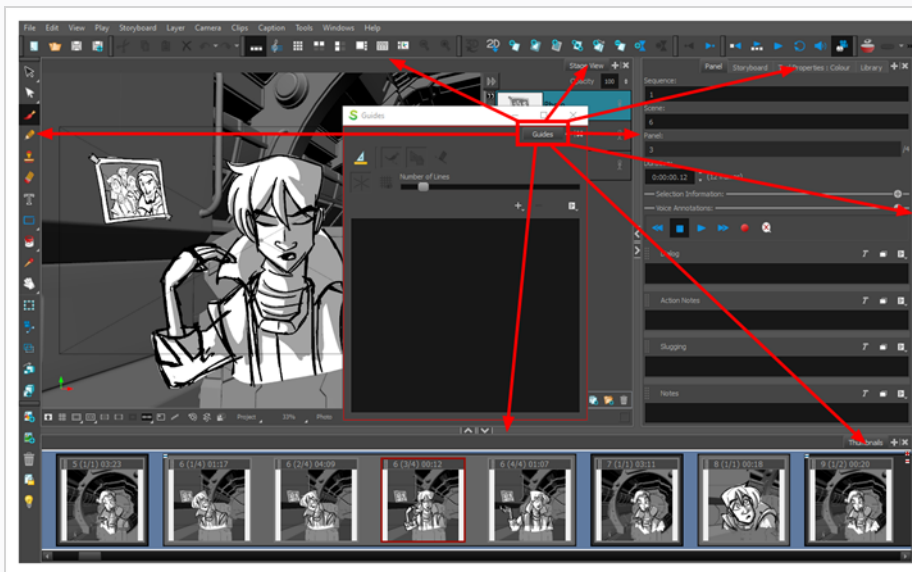 File Edit View Play Storyboard Layer Camera Clips Caption Tools Windows Help
2D
Stage View
Opacity 100
Panel Storyboard Properties : Colour Library
Sequence:
1
Scene:
6
Panel:
3 /4
0:00:00.12
Selection Information:
Voice Annotations:
Guides
Guides
Number of Lines
Dialog
Action Notes
Slugging
Notes
Project 33% Photo
Thumbnails
5 (1/1) 03:23
6 (1/4) 01:17
6 (2/4) 04:09
6 (3/4) 00:12
6 (4/4) 01:07
7 (1/1) 03:11
8 (1/1) 00:18
9 (1/2) 00:20